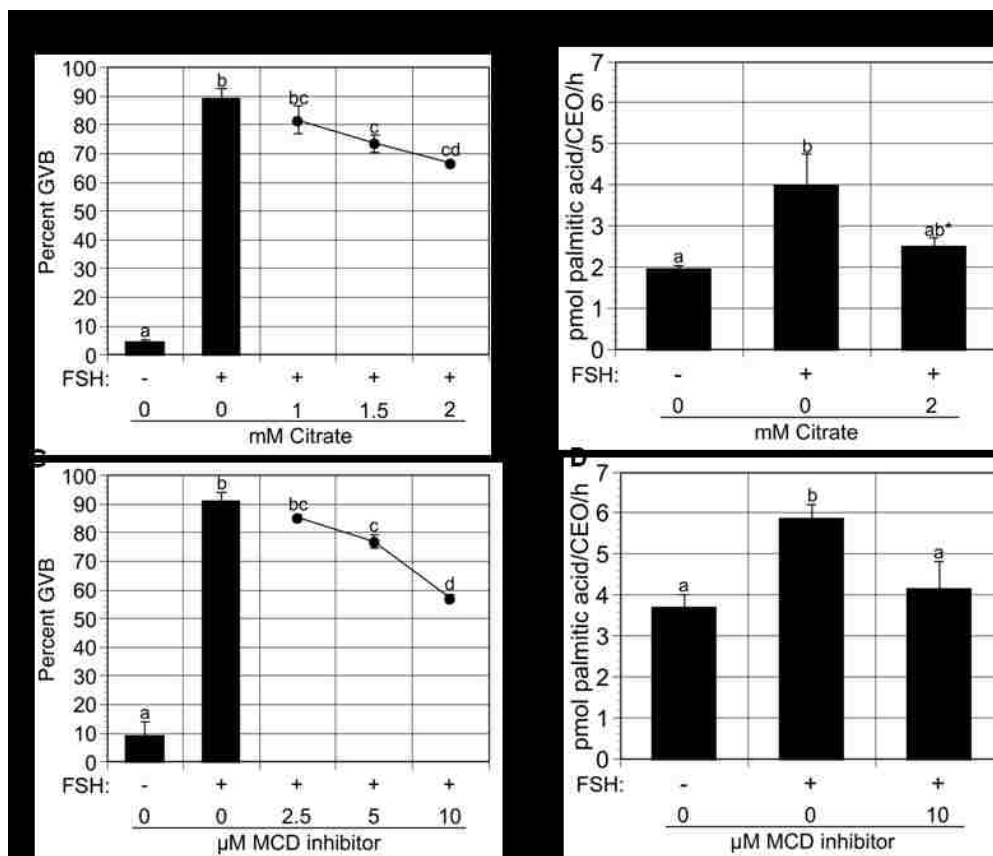 Percent GVB
100
90
80
70
60
50
40
30
20
10
0
a
b
bc
c
cd
FSH: - + + + +
0 0 1 1.5 2
mM Citrate
pmol palmitic acid/CEO/h
7
6
5
4
3
2
1
0
a
b
ab*
FSH: - + +
0 0 2
mM Citrate
Percent GVB
100
90
80
70
60
50
40
30
20
10
0
a
b
bc
c
d
FSH: - + + + +
0 0 2.5 5 10
µM MCD inhibitor
D
pmol palmitic acid/CEO/h
7
6
5
4
3
2
1
0
a
b
a
FSH: - + +
0 0 10
µM MCD inhibitor